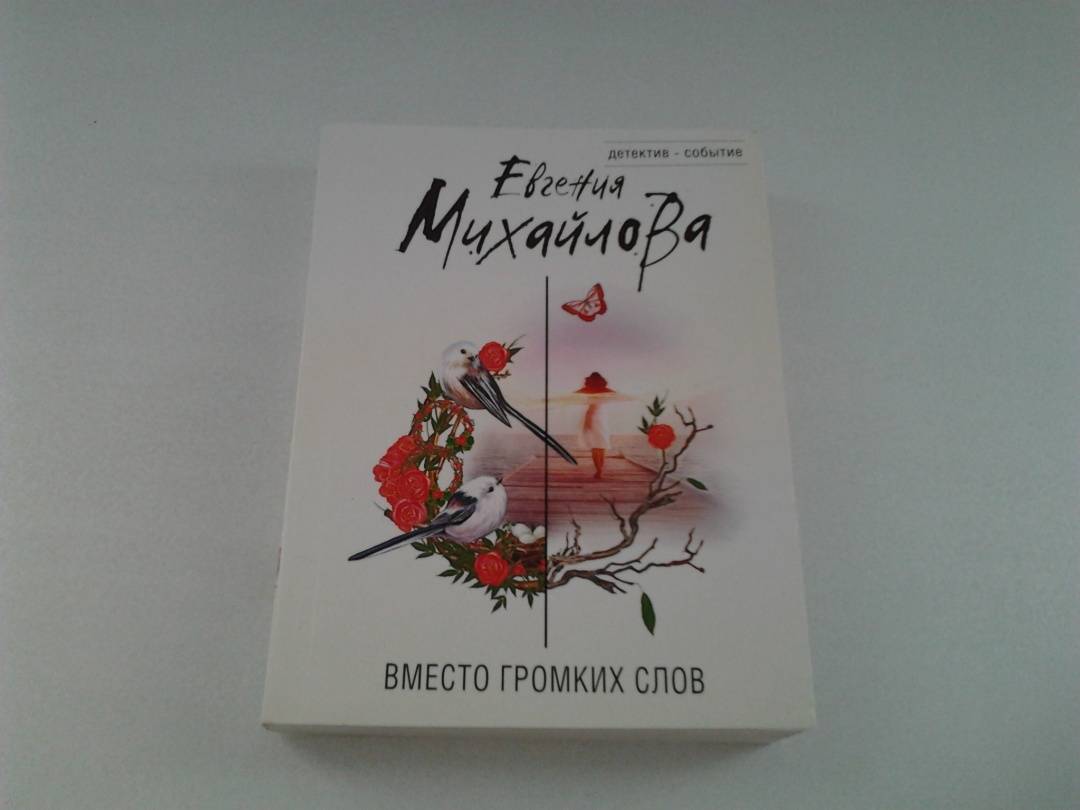 детектив - событие
Евгения
Михайлова
ВМЕСТО ГРОМКИХ СЛОВ